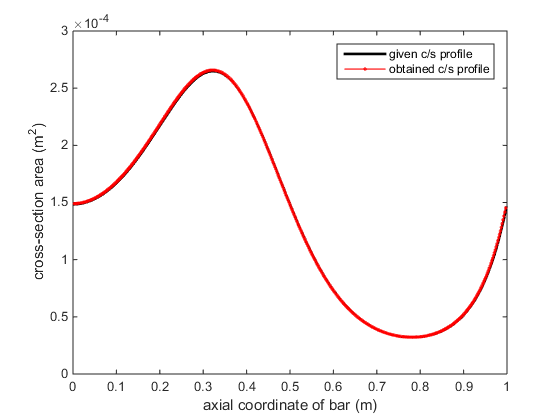 ×10⁻⁴
3
2.5
2
1.5
1
0.5
0
cross-section area (m²)
given c/s profile
obtained c/s profile
0 0.1 0.2 0.3 0.4 0.5 0.6 0.7 0.8 0.9 1
axial coordinate of bar (m)